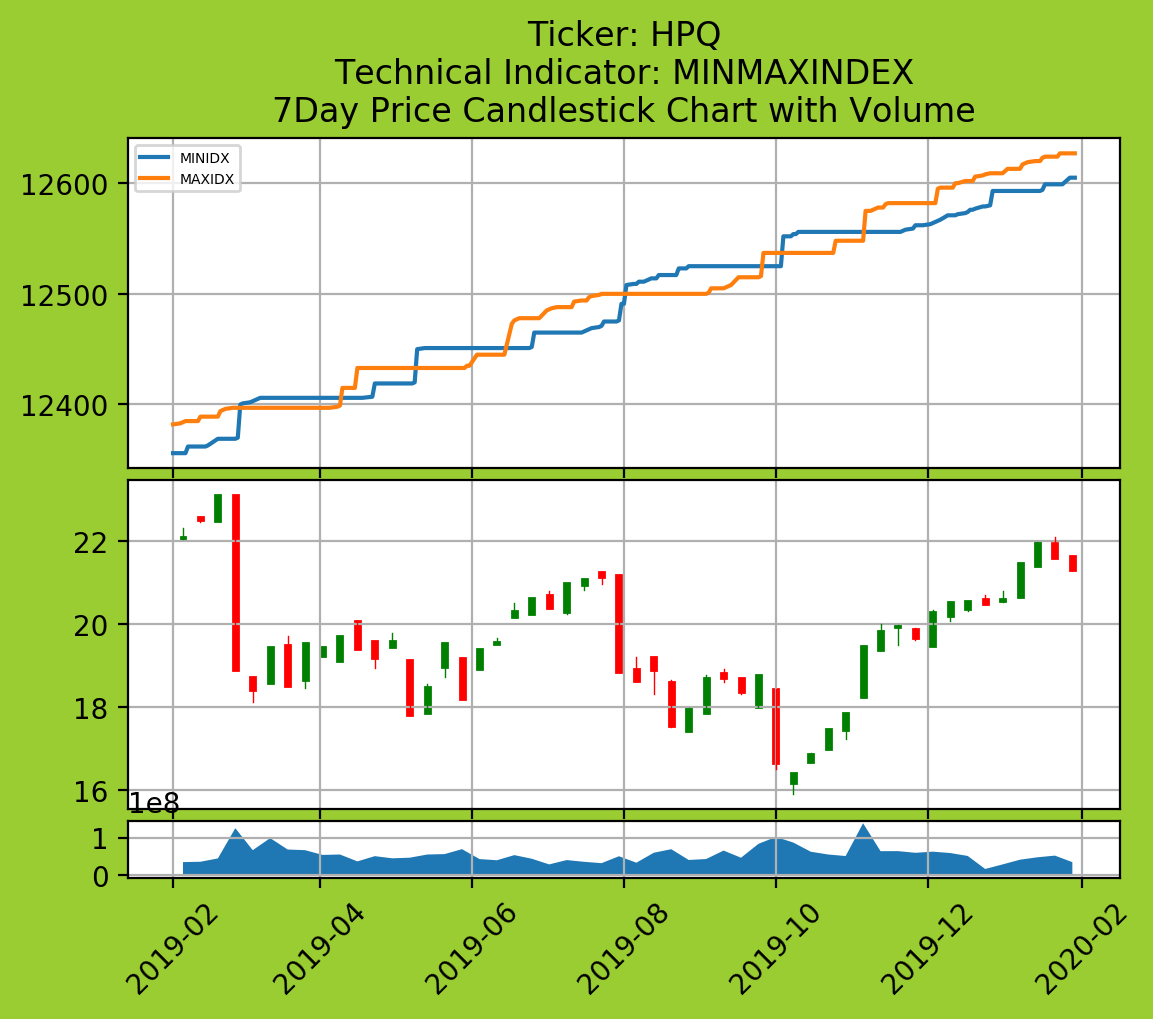 Ticker: HPQ
Technical Indicator: MINMAXINDEX
7Day Price Candlestick Chart with Volume
MINIDX
MAXIDX
12600
12500
12400
22
20
18
16
1e8
1
0
2019-02
2019-04
2019-06
2019-08
2019-10
2019-12
2020-02